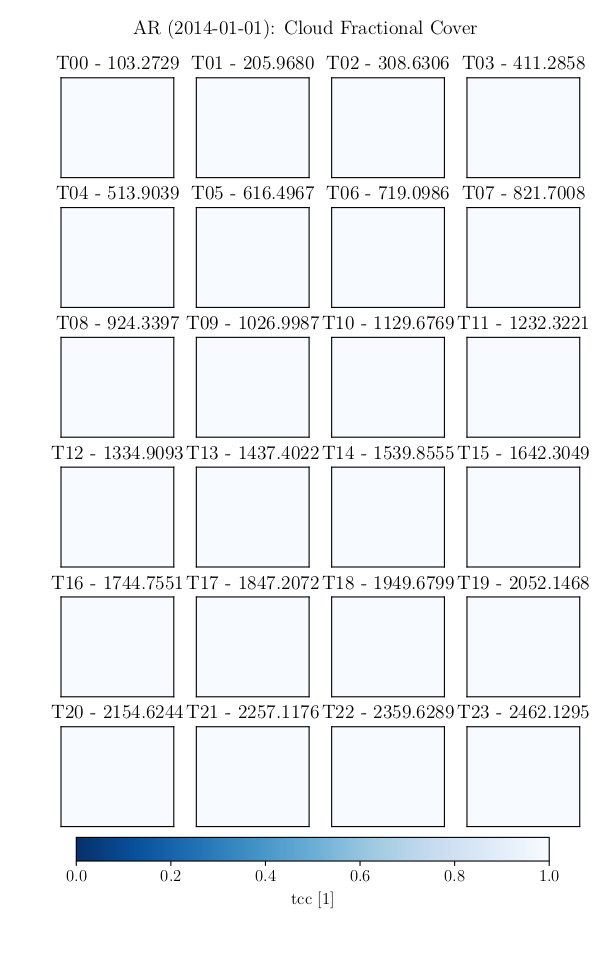 AR (2014-01-01): Cloud Fractional Cover
T00 - 103.2729 T01 - 205.9680 T02 - 308.6306 T03 - 411.2858
T04 - 513.9039 T05 - 616.4967 T06 - 719.0986 T07 - 821.7008
T08 - 924.3397 T09 - 1026.9987 T10 - 1129.6769 T11 - 1232.3221
T12 - 1334.9093 T13 - 1437.4022 T14 - 1539.8555 T15 - 1642.3049
T16 - 1744.7551 T17 - 1847.2072 T18 - 1949.6799 T19 - 2052.1468
T20 - 2154.6244 T21 - 2257.1176 T22 - 2359.6289 T23 - 2462.1295
0.0 0.2 0.4 0.6 0.8 1.0
tcc [1]